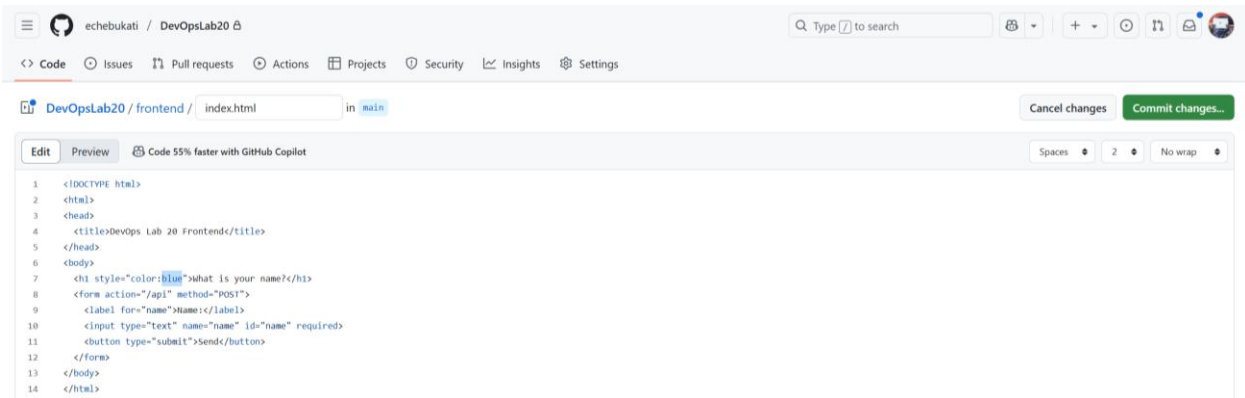 echebukati / DevOpsLab20
Type / to search
Code Issues Pull requests Actions Projects Security Insights Settings
DevOpsLab20 / frontend / index.html in main
Cancel changes Commit changes...
Edit Preview Code 55% faster with GitHub Copilot
Spaces 2 No wrap
1 <!DOCTYPE html>
2 <html>
3 <head>
4 <title>DevOps Lab 20 Frontend</title>
5 </head>
6 <body>
7 <h1 style="color:blue">What is your name?</h1>
8 <form action="/api" method="POST">
9 <label for="name">Name:</label>
10 <input type="text" name="name" id="name" required>
11 <button type="submit">Send</button>
12 </form>
13 </body>
14 </html>